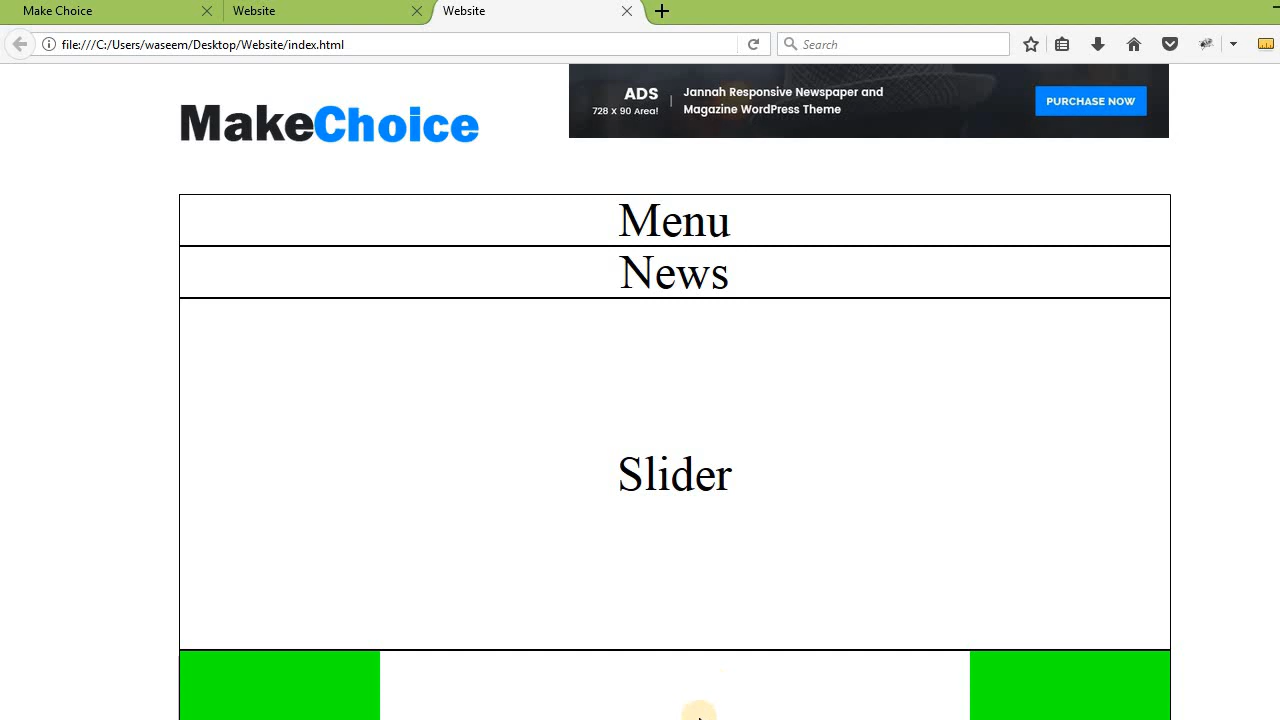 Make Choice
Website
Website
file:///C:/Users/waseem/Desktop/Website/index.html
Search
MakeChoice
ADS
728 x 90 Area!
Jannah Responsive Newspaper and
Magazine WordPress Theme
PURCHASE NOW
Menu
News
Slider